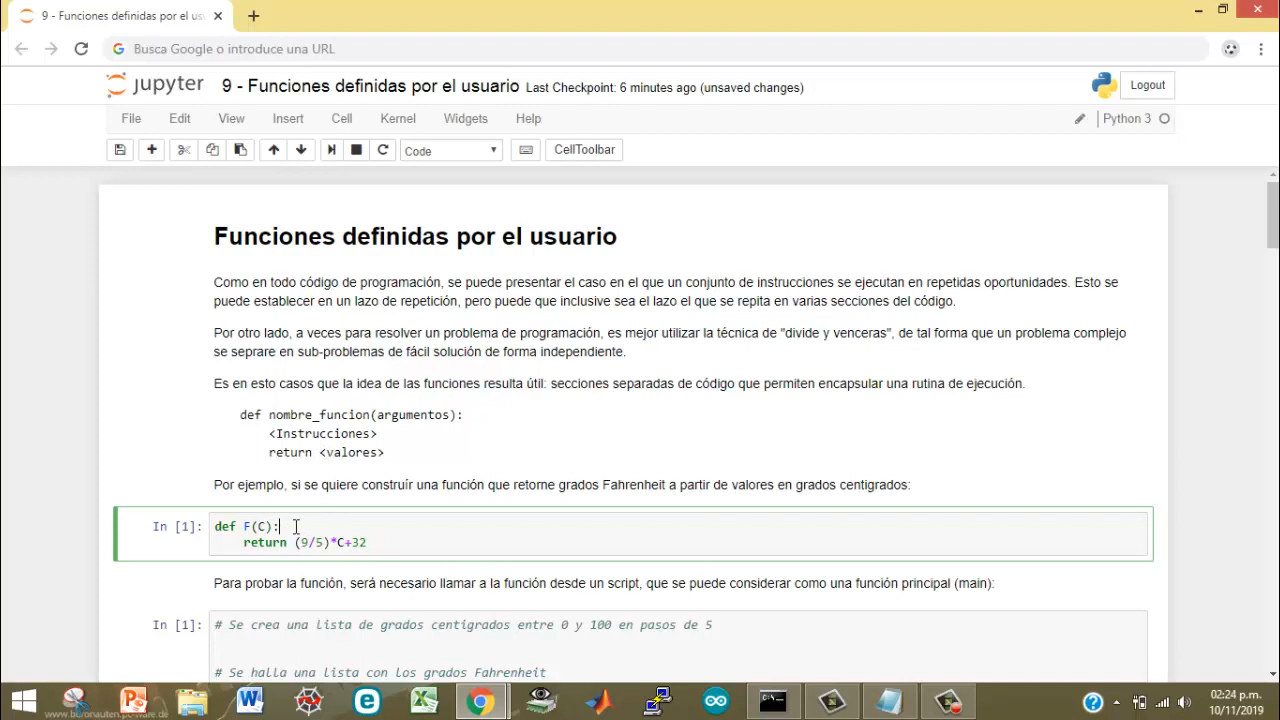 9 - Funciones definidas por el us
Busca Google o introduce una URL
jupyter 9 - Funciones definidas por el usuario Last Checkpoint: 6 minutes ago (unsaved changes)
Logout
File Edit View Insert Cell Kernel Widgets Help
Python 3
Code
CellToolbar
Funciones definidas por el usuario
Como en todo código de programación, se puede presentar el caso en el que un conjunto de instrucciones se ejecutan en repetidas oportunidades. Esto se
puede establecer en un lazo de repetición, pero puede que inclusive sea el lazo el que se repita en varias secciones del código.
Por otro lado, a veces para resolver un problema de programación, es mejor utilizar la técnica de "divide y venceras", de tal forma que un problema complejo
se seprare en sub-problemas de fácil solución de forma independiente.
Es en esto casos que la idea de las funciones resulta útil: secciones separadas de código que permiten encapsular una rutina de ejecución.
def nombre_funcion(argumentos):
<Instrucciones>
return <valores>
Por ejemplo, si se quiere construír una función que retorne grados Fahrenheit a partir de valores en grados centigrados:
In [1]: def F(C):
return (9/5)*C+32
Para probar la función, será necesario llamar a la función desde un script, que se puede considerar como una función principal (main):
In [1]: # Se crea una lista de grados centigrados entre 0 y 100 en pasos de 5
# Se halla una lista con los grados Fahrenheit
02:24 p.m.
10/11/2019